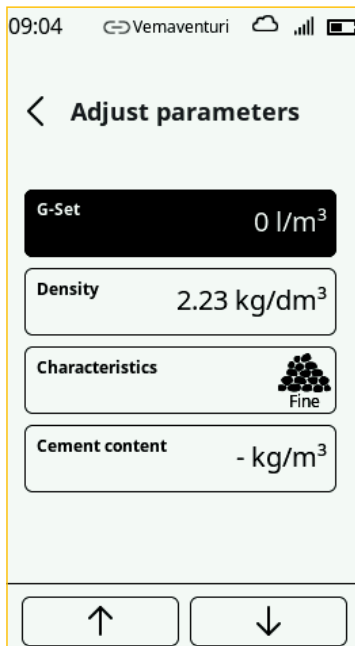 09:04 Vemaventuri
Adjust parameters
G-Set
0 l/m³
Density
2.23 kg/dm³
Characteristics
Fine
Cement content
- kg/m³